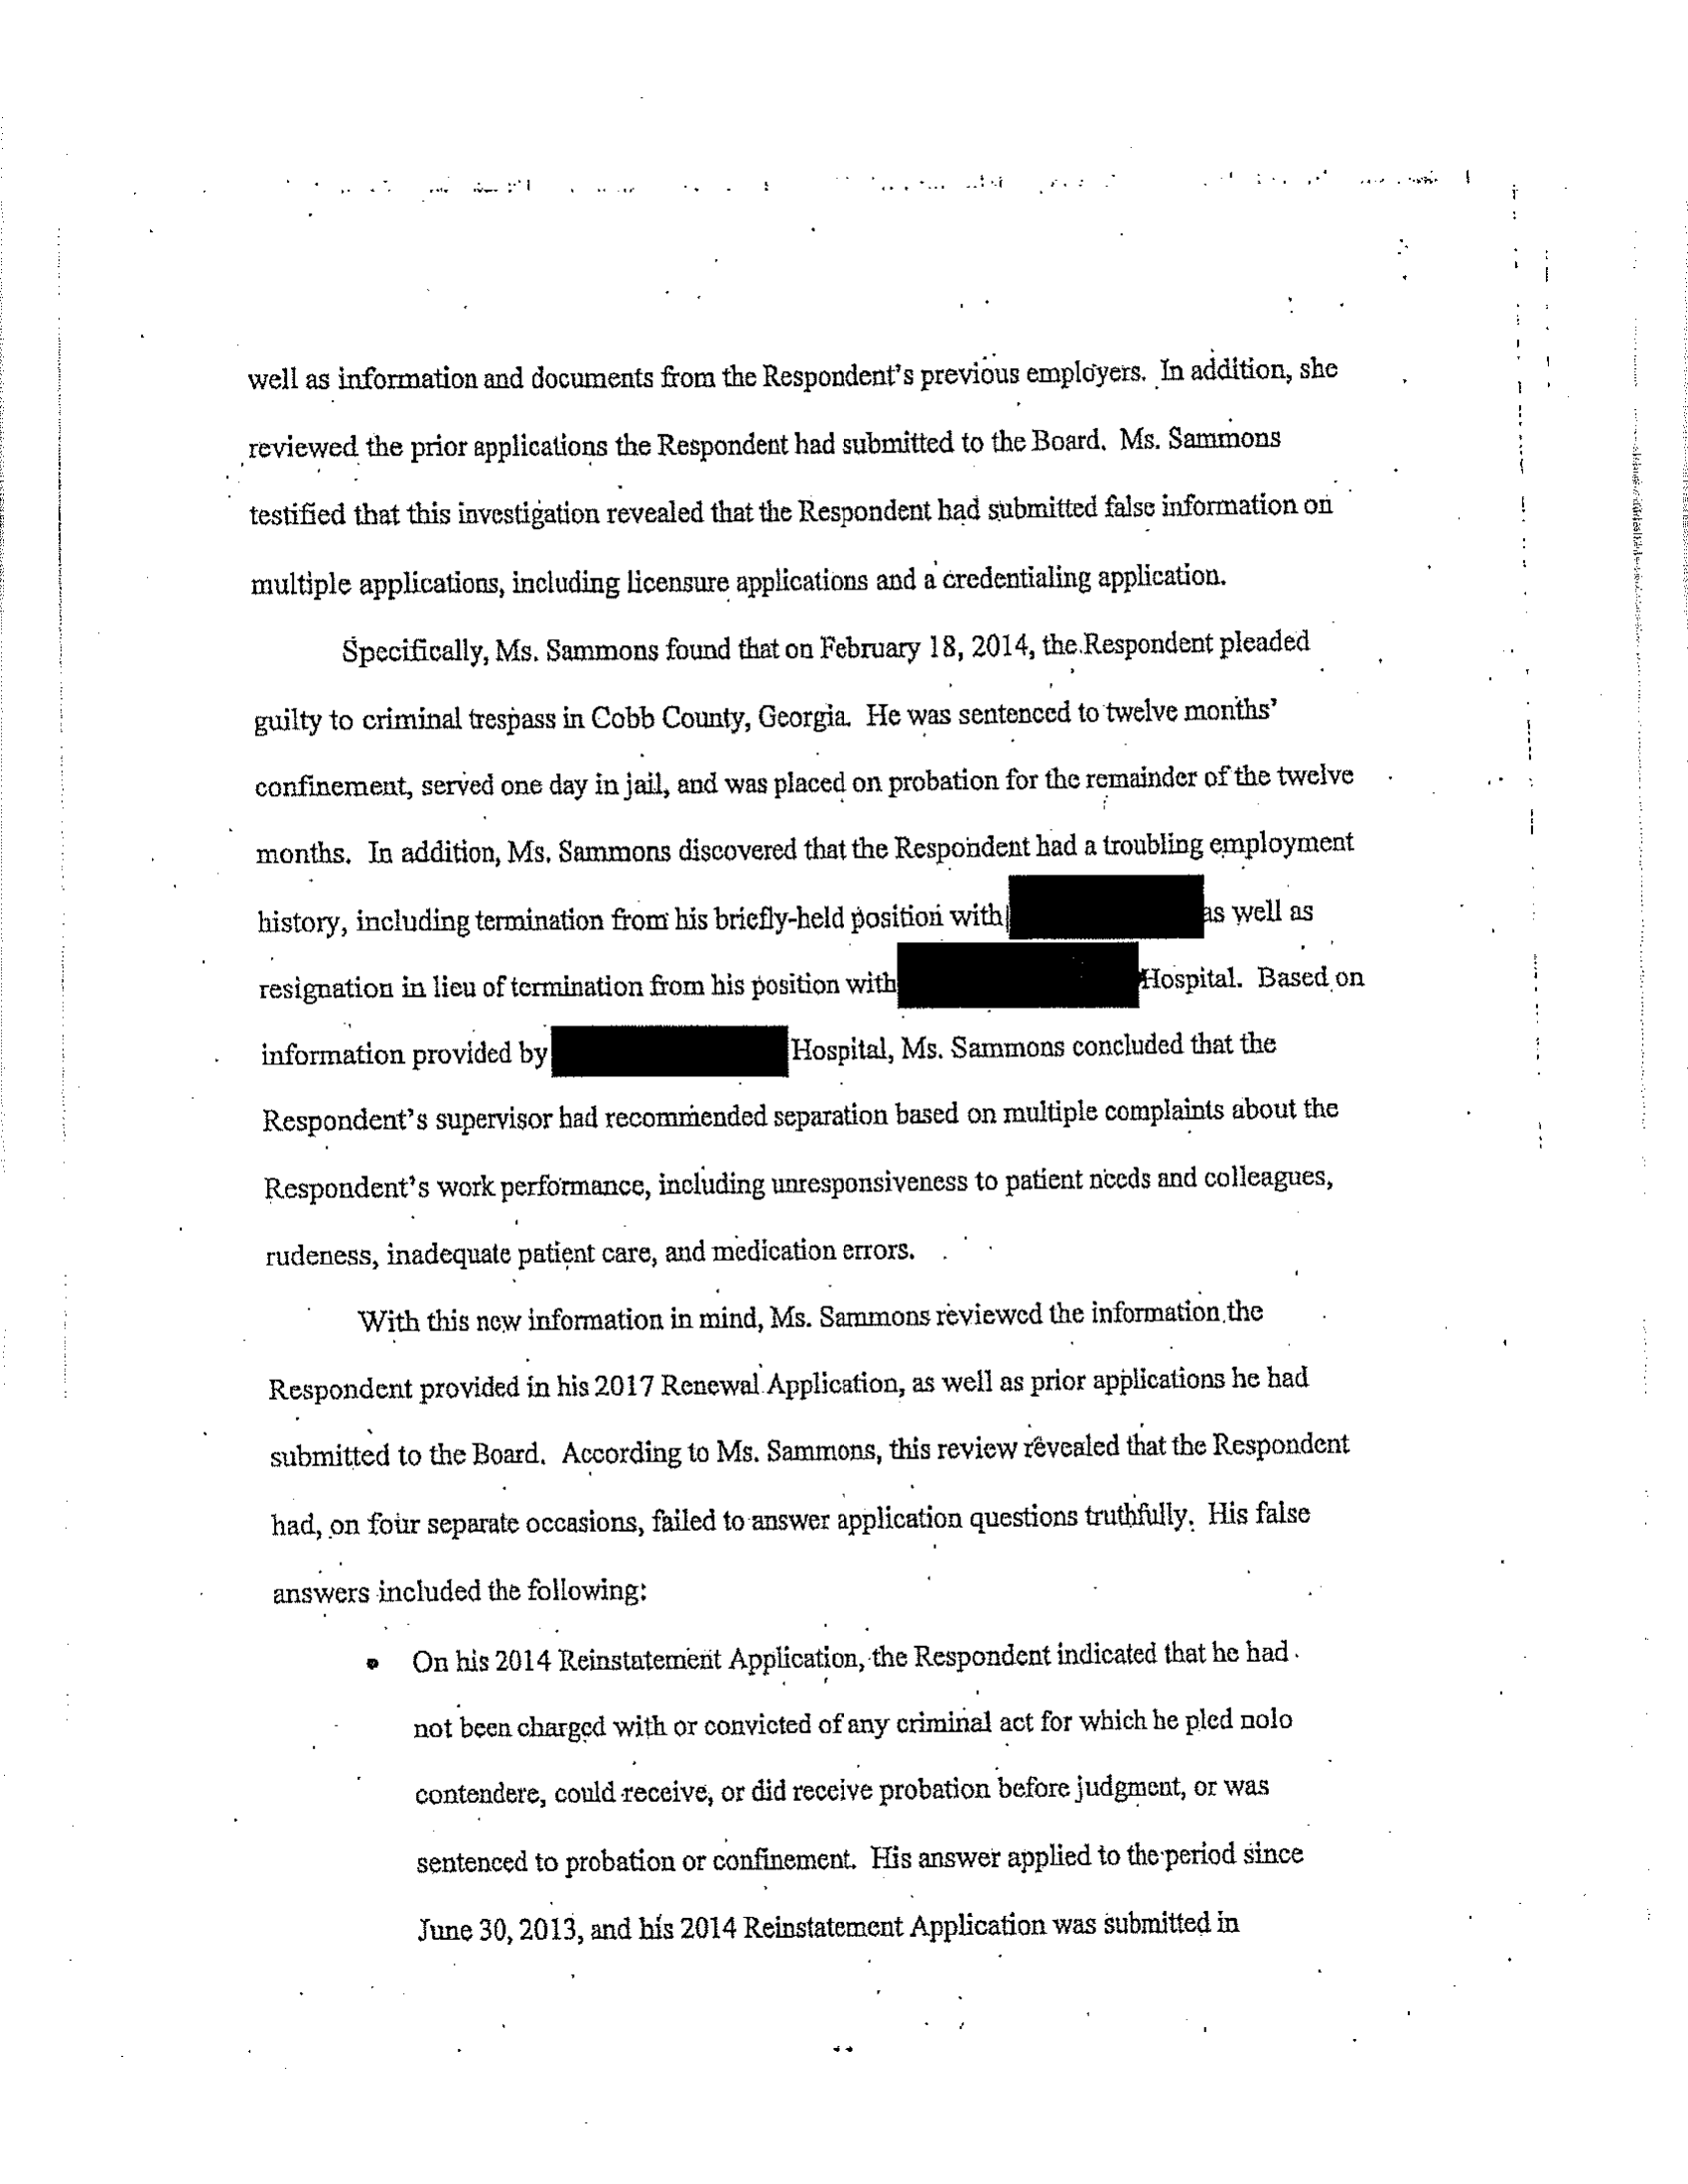 well as information and documents from the Respondent's previous employers. In addition, she
reviewed the prior applications the Respondent had submitted to the Board. Ms. Sammons
testified that this investigation revealed that the Respondent had submitted false information on
multiple applications, including licensure applications and a credentialing application.
Specifically, Ms. Sammons found that on February 18, 2014, the Respondent pleaded
guilty to criminal trespass in Cobb County, Georgia. He was sentenced to twelve months'
confinement, served one day in jail, and was placed on probation for the remainder of the twelve
months. In addition, Ms. Sammons discovered that the Respondent had a troubling employment
history, including termination from his briefly-held position with as well as
resignation in lieu of termination from his position with Hospital. Based on
information provided by Hospital, Ms. Sammons concluded that the
Respondent's supervisor had recommended separation based on multiple complaints about the
Respondent's work performance, including unresponsiveness to patient needs and colleagues,
rudeness, inadequate patient care, and medication errors.
With this new information in mind, Ms. Sammons reviewed the information the
Respondent provided in his 2017 Renewal Application, as well as prior applications he had
submitted to the Board. According to Ms. Sammons, this review revealed that the Respondent
had, on four separate occasions, failed to answer application questions truthfully. His false
answers included the following:
• On his 2014 Reinstatement Application, the Respondent indicated that he had
not been charged with or convicted of any criminal act for which he pled nolo
contendere, could receive, or did receive probation before judgment, or was
sentenced to probation or confinement. His answer applied to the period since
June 30, 2013, and his 2014 Reinstatement Application was submitted in